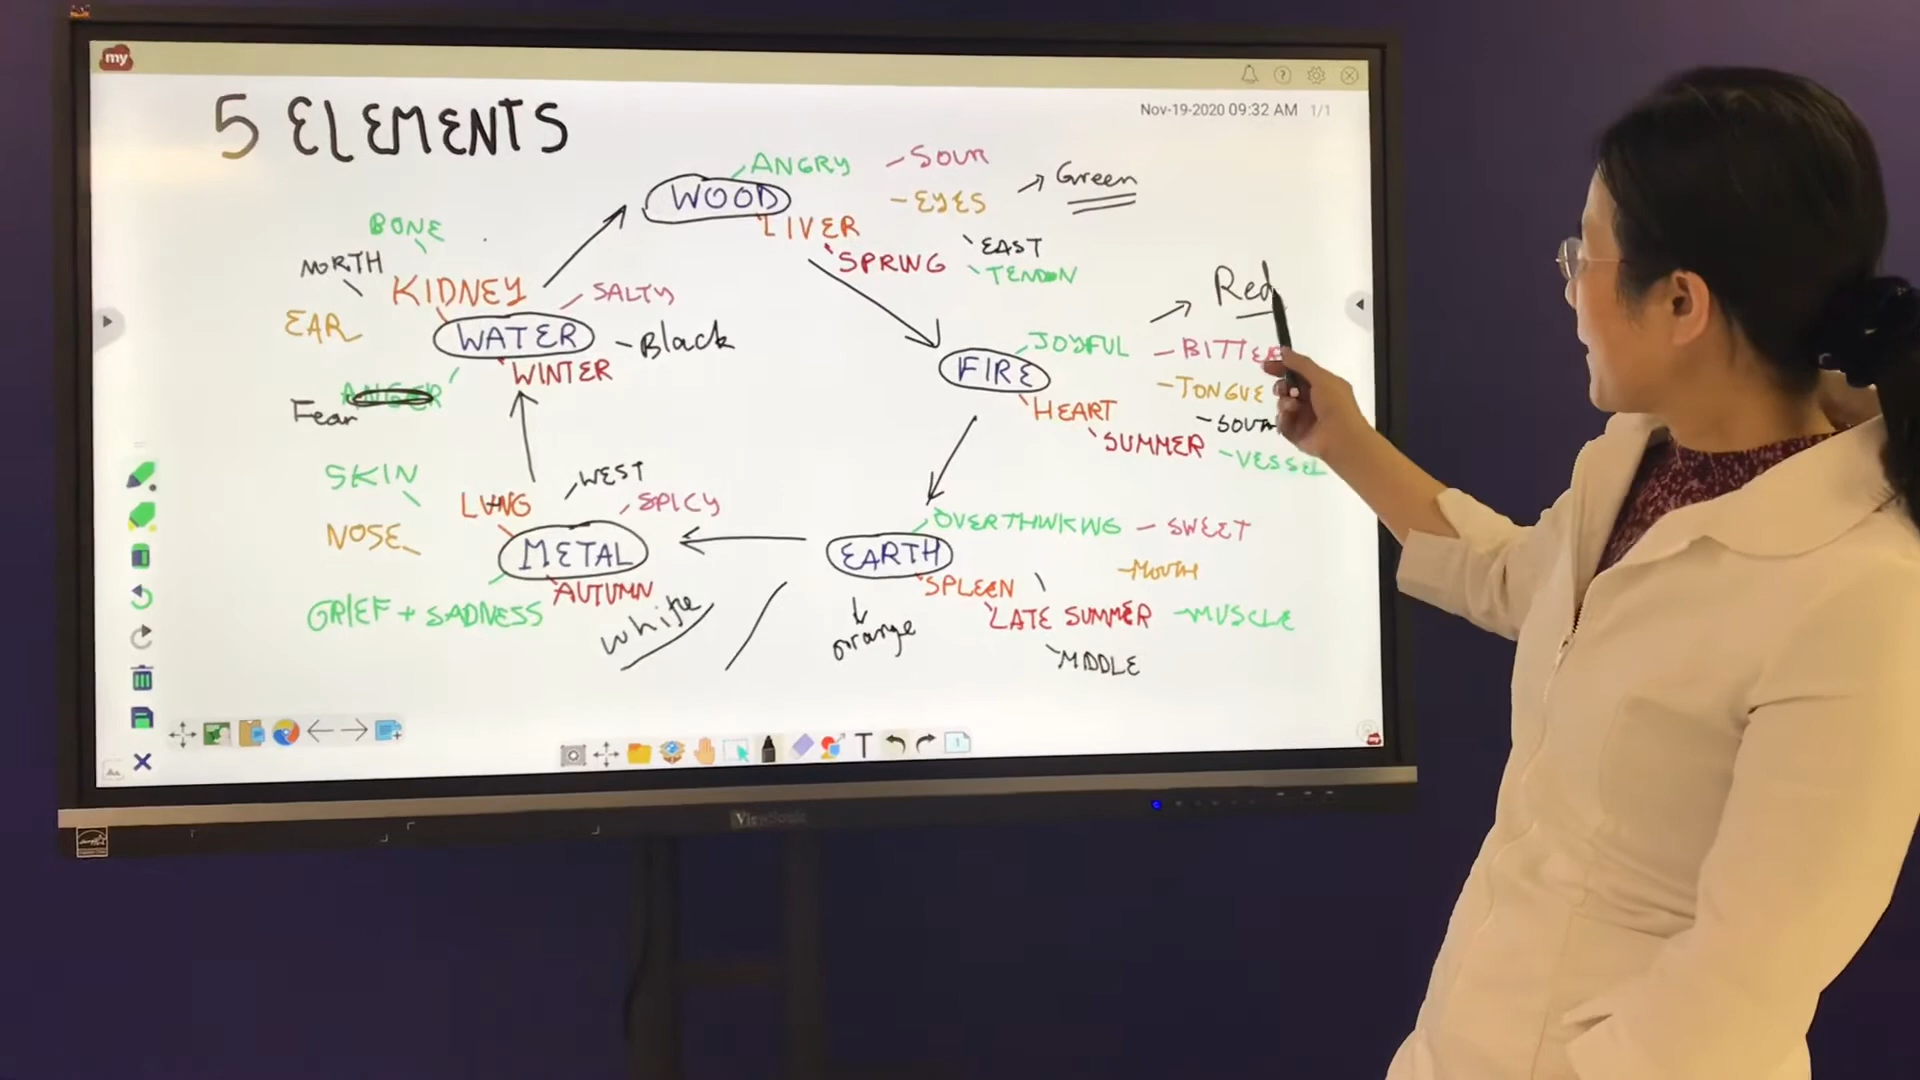 my
Nov-19-2020 09:32 AM 1/1
5 ELEMENTS
WOOD
ANGRY
SOUR
EYES
Green
LIVER
SPRING
EAST
TENDON
BONE
NORTH
KIDNEY
SALTY
EAR
WATER
Black
WINTER
ANGER
Fear
Red
JOYFUL
BITTER
FIRE
TONGUE
HEART
SUMMER
VESSEL
SKIN
LUNG
WEST
SPICY
NOSE
METAL
AUTUMN
GRIEF + SADNESS
White
OVERTHINKING
SWEET
EARTH
MOUTH
SPLEEN
LATE SUMMER
MUSCLE
orange
MIDDLE
T
ViewSonic